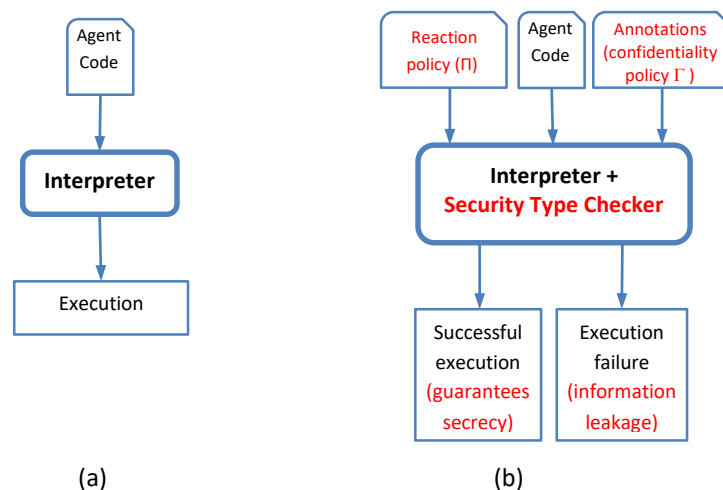 Agent
Code
Interpreter
Execution
(a)
Reaction
policy (Π)
Agent
Code
Annotations
(confidentiality
policy Γ )
Interpreter +
Security Type Checker
Successful
execution
(guarantees
secrecy)
Execution
failure
(information
leakage)
(b)